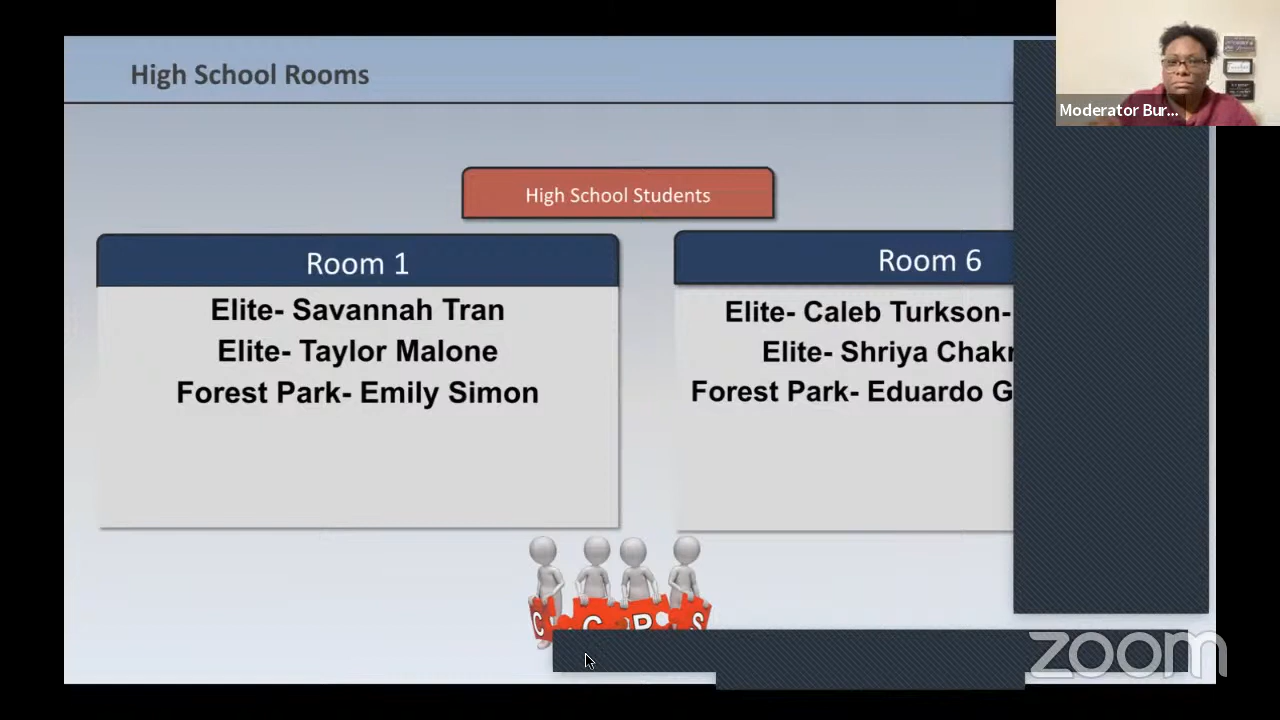 High School Rooms
Moderator Bur...
High School Students
Room 1
Elite- Savannah Tran
Elite- Taylor Malone
Forest Park- Emily Simon
Room 6
Elite- Caleb Turkson-
Elite- Shriya
Forest Park- Eduardo
C C P S
zoom